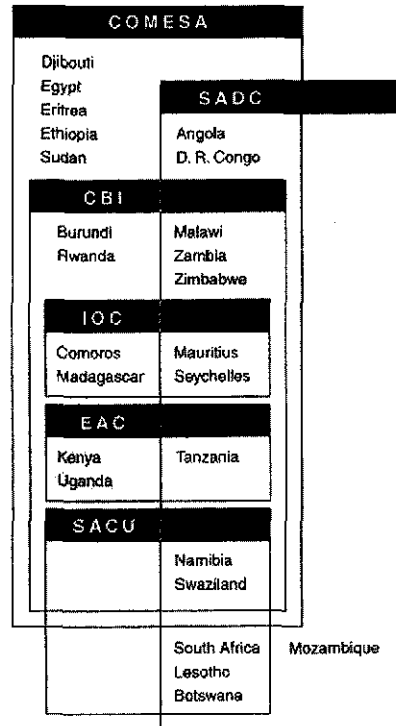 COMESA
Djibouti
Egypt
Eritrea
Ethiopia
Sudan
SADC
Angola
D. R. Congo
CBI
Burundi
Rwanda
Malawi
Zambia
Zimbabwe
IOC
Comoros
Madagascar
Mauritius
Seychelles
EAC
Kenya
Uganda
Tanzania
SACU
Namibia
Swaziland
South Africa
Lesotho
Botswana
Mozambique